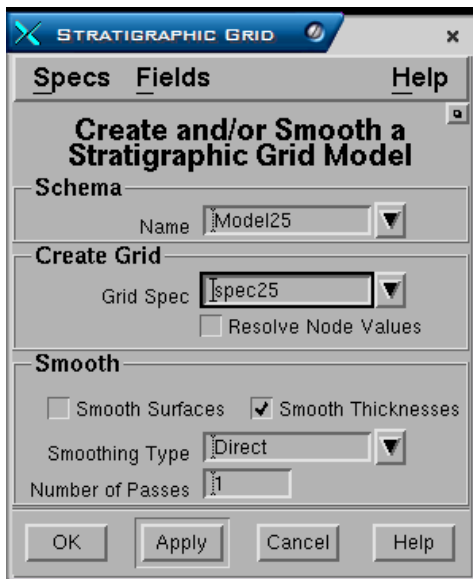 STRATIGRAPHIC GRID
Specs Fields Help
Create and/or Smooth a
Stratigraphic Grid Model
Schema
Name Model25
Create Grid
Grid Spec spec25
Resolve Node Values
Smooth
Smooth Surfaces Smooth Thicknesses
Smoothing Type Direct
Number of Passes 1
OK Apply Cancel Help